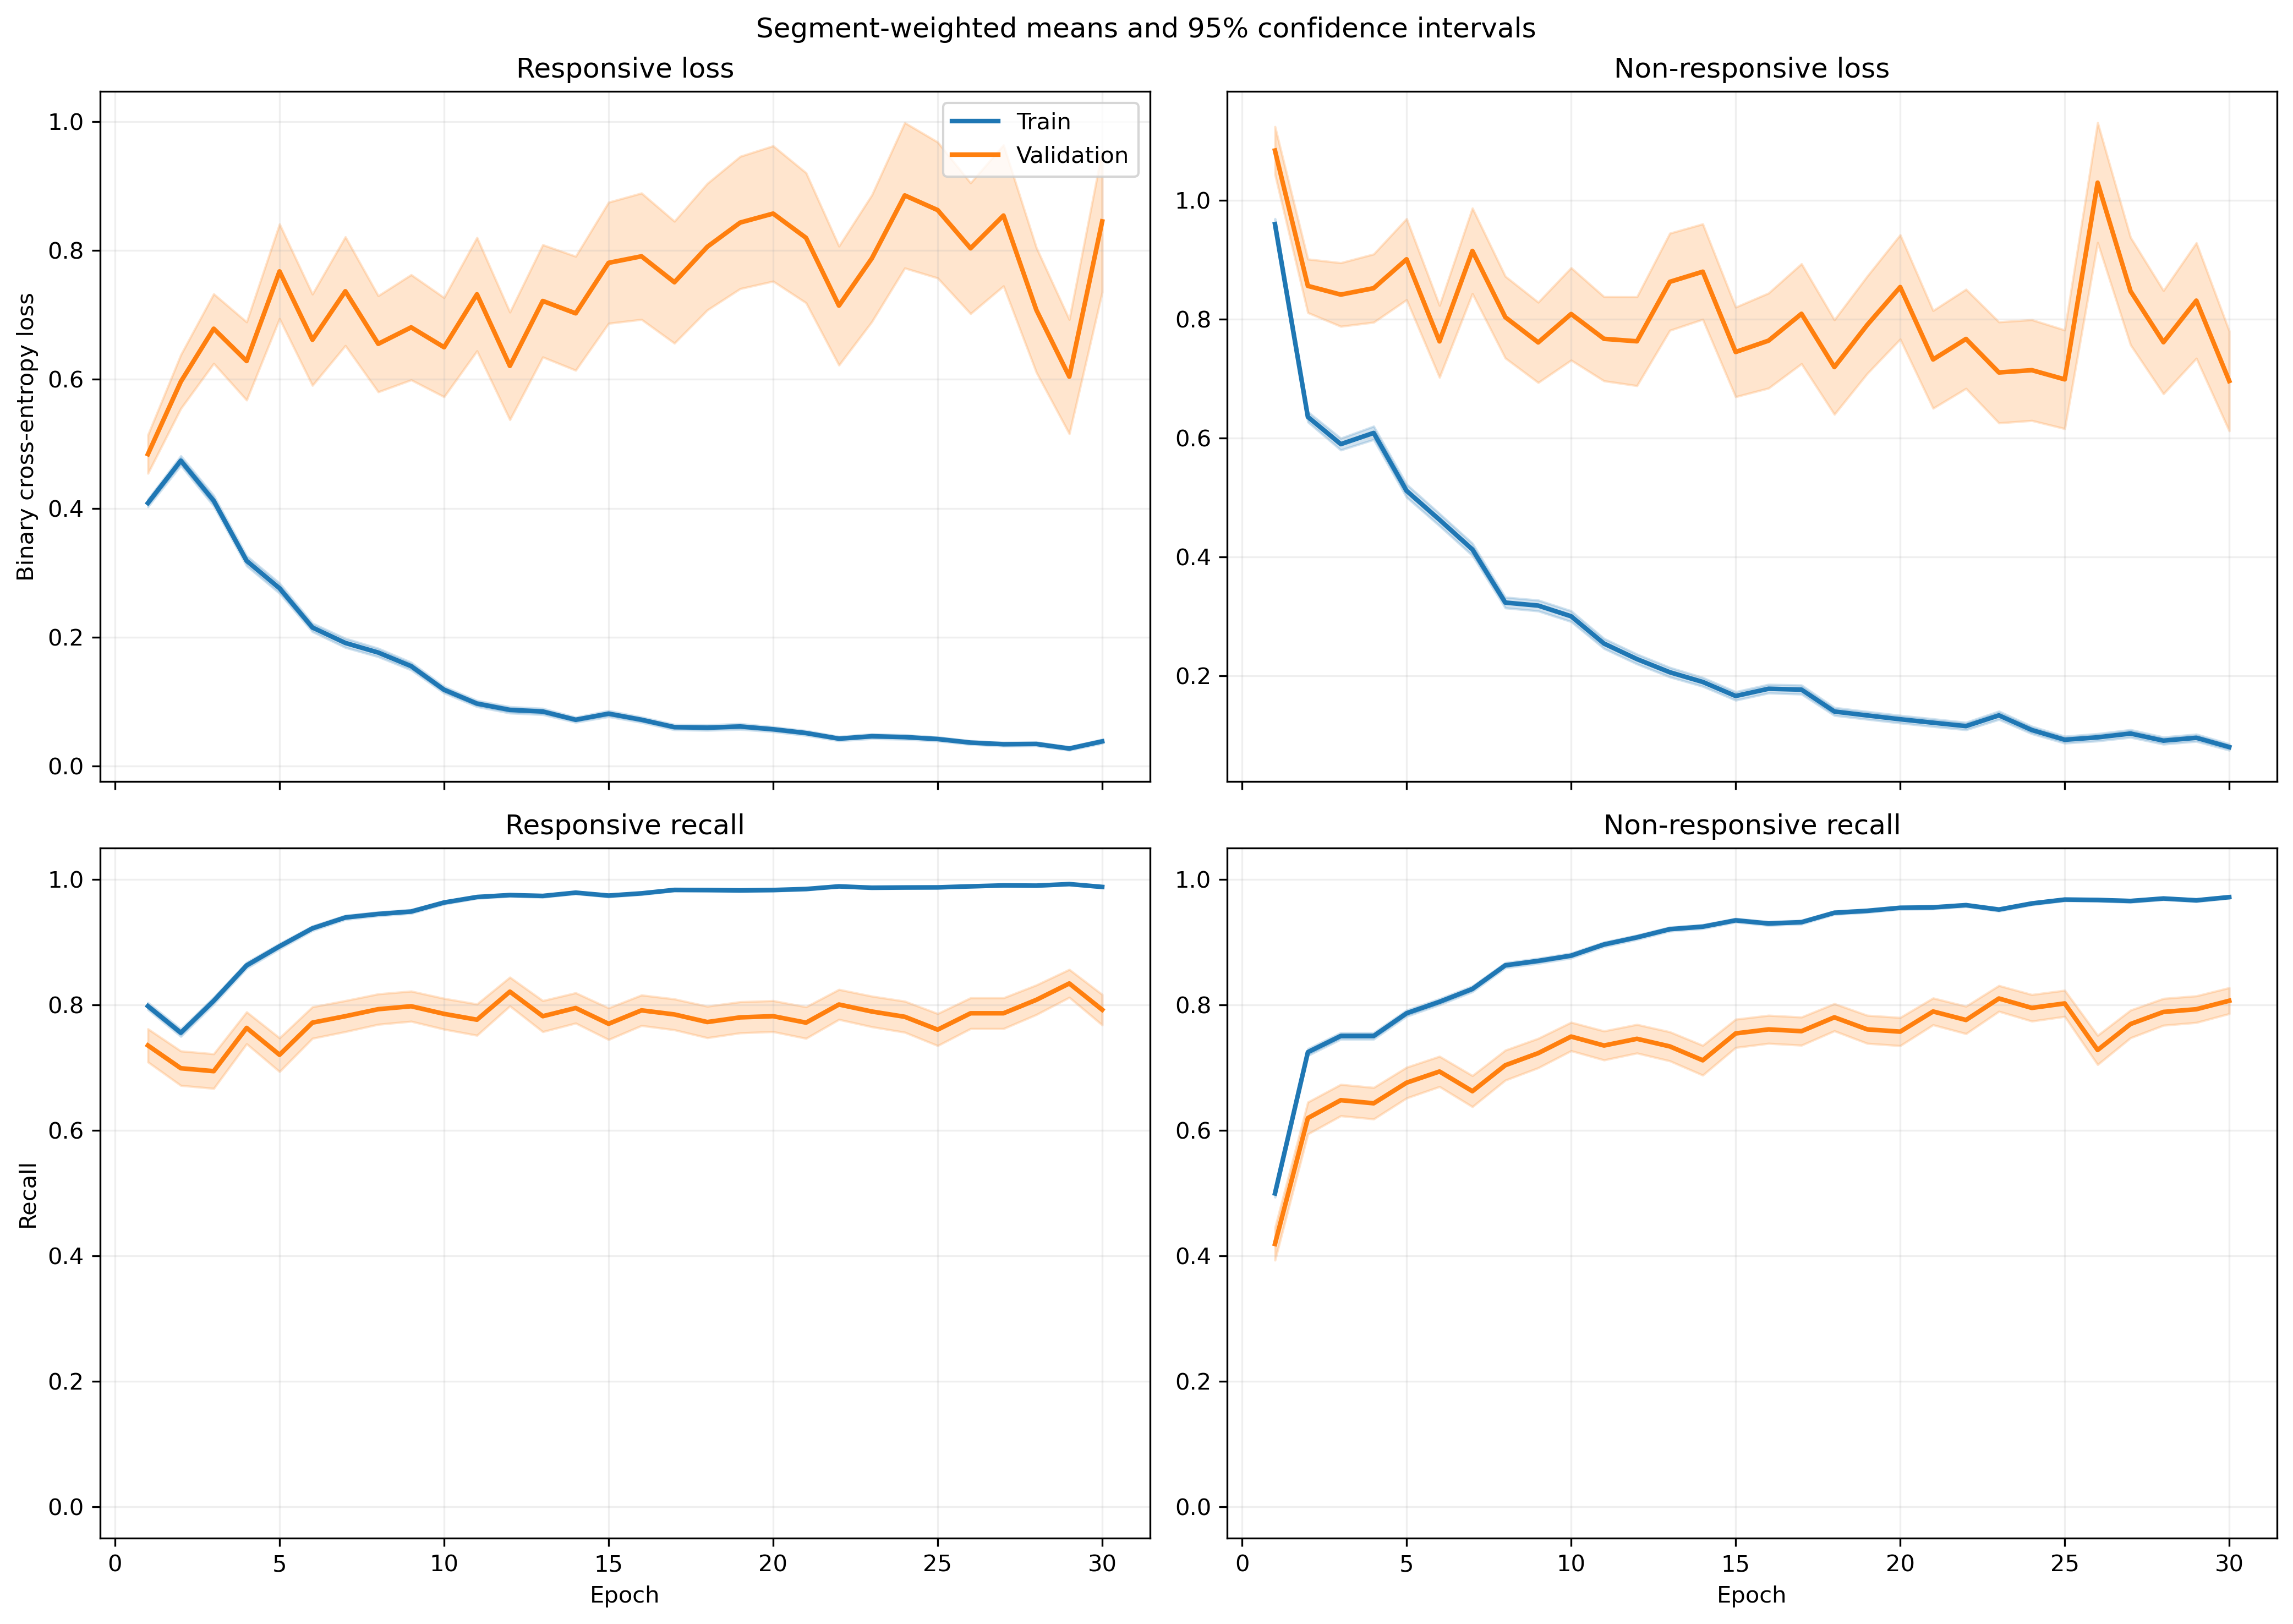 Segment-weighted means and 95% confidence intervals
Responsive loss
Non-responsive loss
Train
Validation
Binary cross-entropy loss
1.0
0.8
0.6
0.4
0.2
0.0
1.0
0.8
0.6
0.4
0.2
Responsive recall
Non-responsive recall
Recall
1.0
0.8
0.6
0.4
0.2
0.0
1.0
0.8
0.6
0.4
0.2
0.0
0 5 10 15 20 25 30
0 5 10 15 20 25 30
Epoch
Epoch